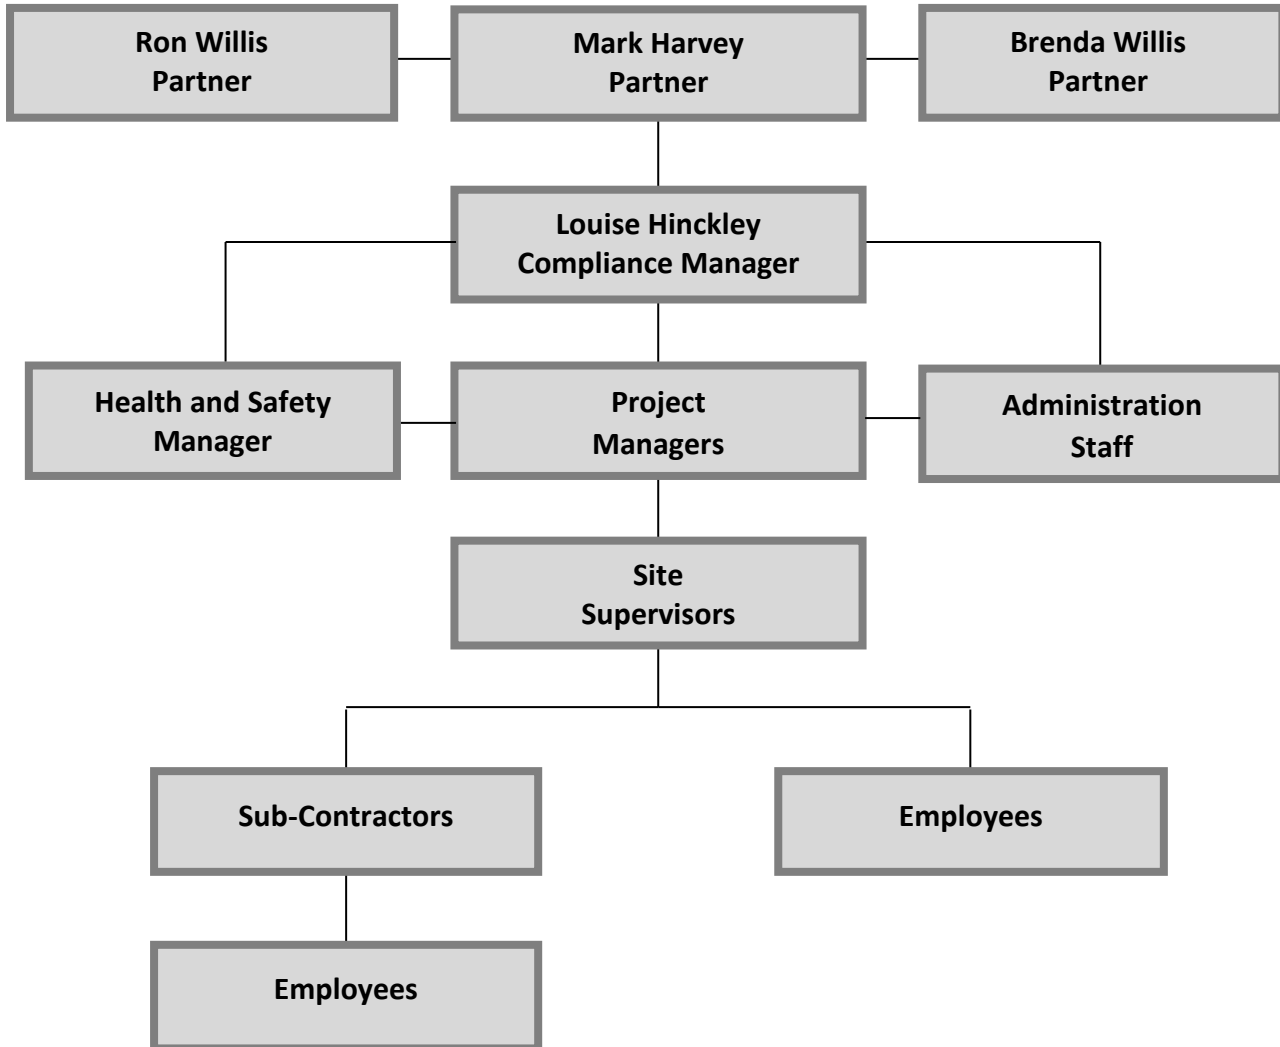 Ron Willis
Partner
Mark Harvey
Partner
Brenda Willis
Partner
Louise Hinckley
Compliance Manager
Health and Safety
Manager
Project
Managers
Administration
Staff
Site
Supervisors
Sub-Contractors
Employees
Employees